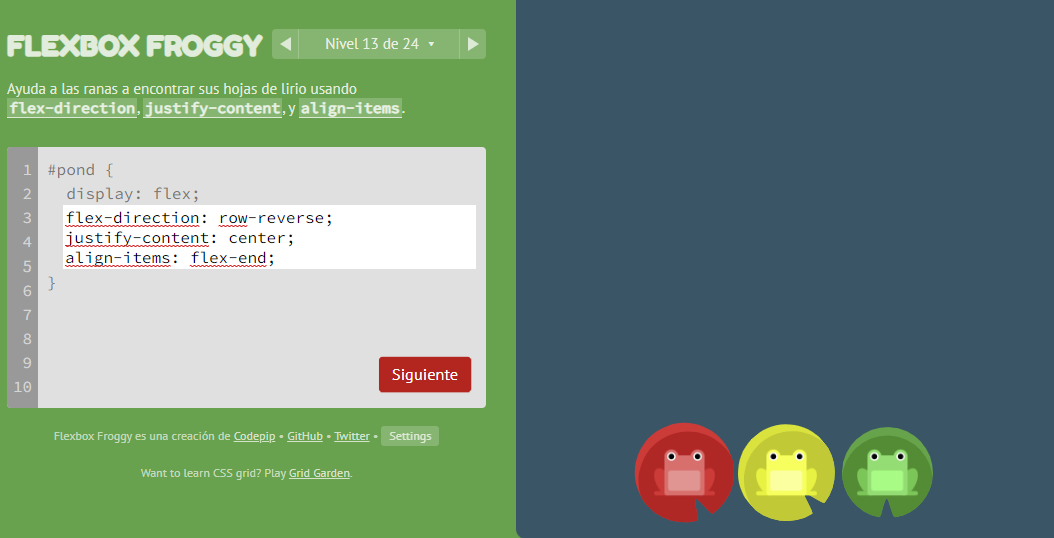 FLEXBOX FROGGY
Nivel 13 de 24
Ayuda a las ranas a encontrar sus hojas de lirio usando
flex-direction, justify-content, y align-items.
1 #pond {
2 display: flex;
3 flex-direction: row-reverse;
4 justify-content: center;
5 align-items: flex-end;
6 }
7
8
9
10
Siguiente
Flexbox Froggy es una creación de Codepip • GitHub • Twitter • Settings
Want to learn CSS grid? Play Grid Garden.